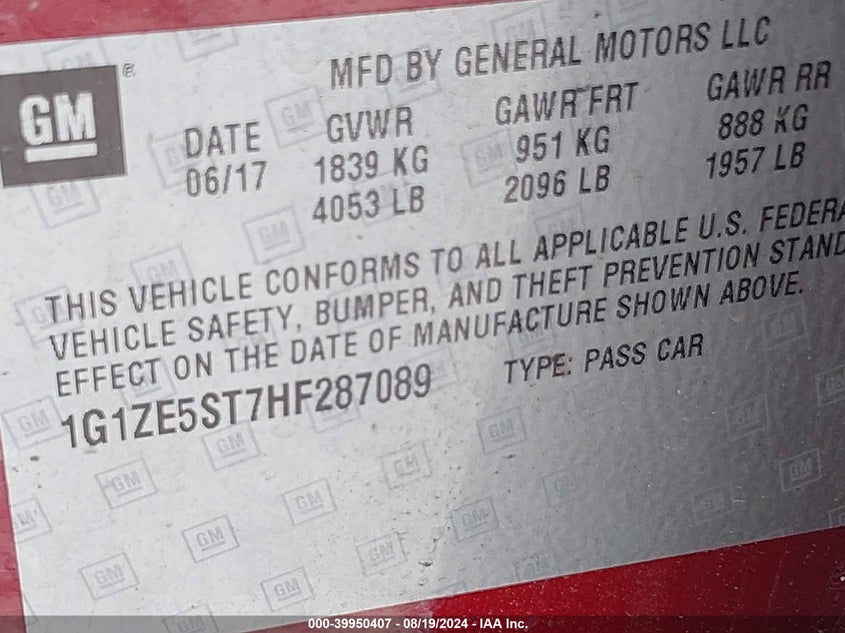 GM
®
MFD BY GENERAL MOTORS LLC
DATE GVWR GAWR FRT GAWR RR
06/17 1839 KG 951 KG 888 KG
4053 LB 2096 LB 1957 LB
THIS VEHICLE CONFORMS TO ALL APPLICABLE U.S. FEDERA
VEHICLE SAFETY, BUMPER, AND THEFT PREVENTION STAND
EFFECT ON THE DATE OF MANUFACTURE SHOWN ABOVE.
1G1ZE5ST7HF287089 TYPE: PASS CAR
000-39950407 - 08/19/2024 - IAA Inc.